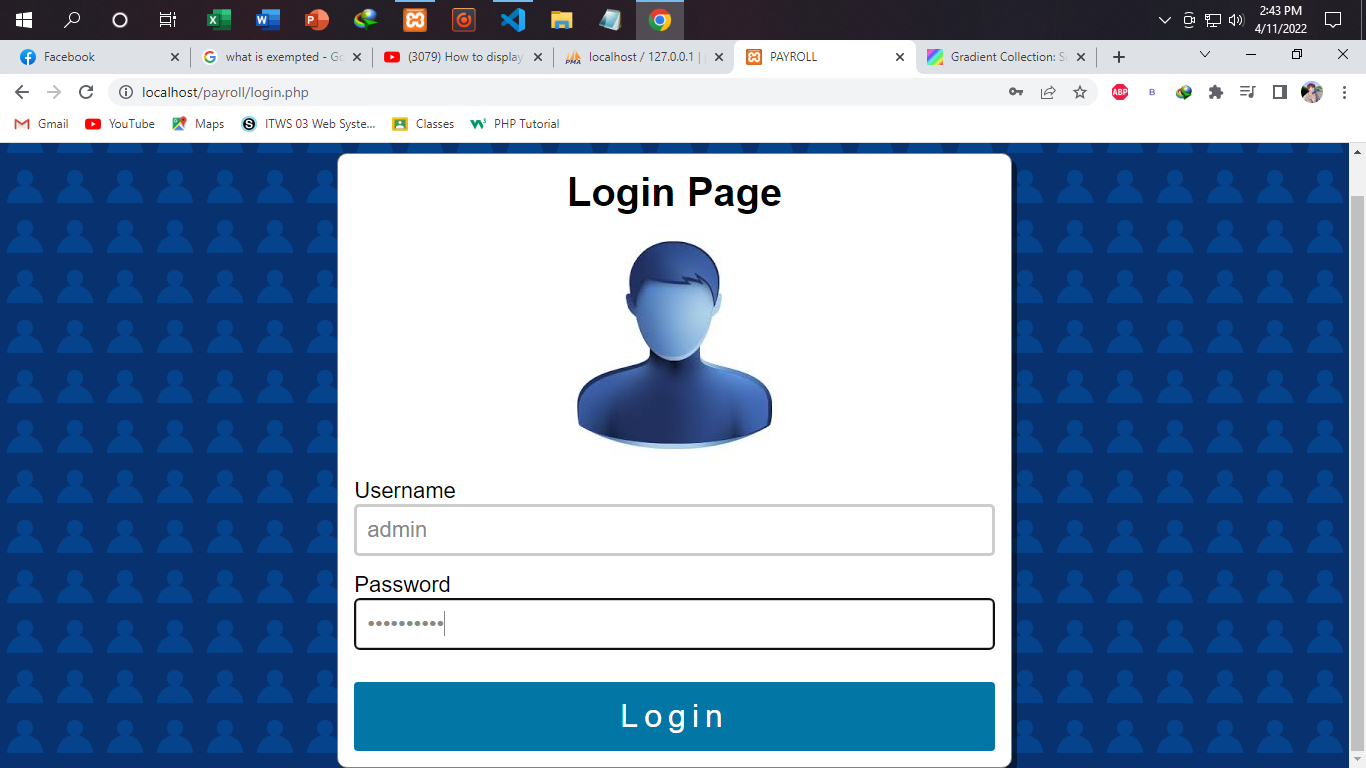 2:43 PM
4/11/2022
Facebook
what is exempted - Go
(3079) How to display
localhost / 127.0.0.1 |
PAYROLL
Gradient Collection: S
localhost/payroll/login.php
ABP
B
Gmail
YouTube
Maps
ITWS 03 Web Syste...
Classes
PHP Tutorial
Login Page
Username
admin
Password
••••••••••
Login